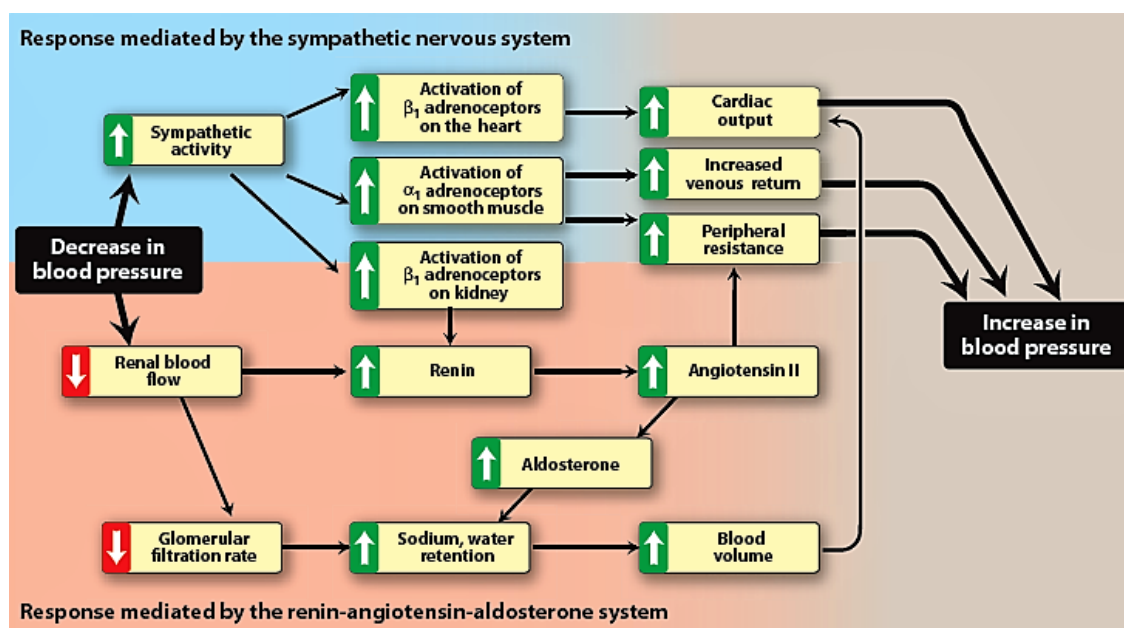 Response mediated by the sympathetic nervous system
Activation of
β1 adrenoceptors
on the heart
Cardiac
output
Sympathetic
activity
Activation of
α1 adrenoceptors
on smooth muscle
Increased
venous return
Peripheral
resistance
Decrease in
blood pressure
Activation of
β1 adrenoceptors
on kidney
Increase in
blood pressure
Renal blood
flow
Renin
Angiotensin II
Aldosterone
Glomerular
filtration rate
Sodium, water
retention
Blood
volume
Response mediated by the renin-angiotensin-aldosterone system